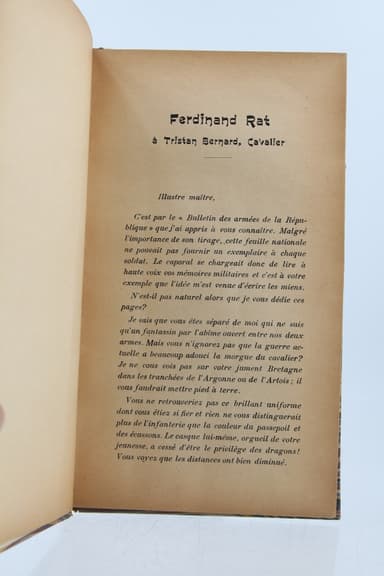 Ferdinand Rat
à Tristan Bernard, Cavalier
Illustre maître,
C'est par le « Bulletin des armées de la Répu-
blique » que j'ai appris à vous connaître. Malgré
l'importance de son tirage, cette feuille nationale
ne pouvait pas fournir un exemplaire à chaque
soldat. Le caporal se chargeait donc de lire à
haute voix vos mémoires militaires et c'est à votre
exemple que l'idée m'est venue d'écrire les miens.
N'est-il pas naturel alors que je vous dédie ces
pages?
Je sais que vous êtes séparé de moi qui ne suis
qu'un fantassin par l'abîme ouvert entre nos deux
armes. Mais vous n'ignorez pas que la guerre ac-
tuelle a beaucoup adouci la morgue du cavalier?
Je ne vous vois pas sur votre jument Bretagne
dans les tranchées de l'Argonne ou de l'Artois ; il
vous faudrait mettre pied à terre.
Vous ne retrouveriez pas ce brillant uniforme
dont vous étiez si fier et rien ne vous distinguerait
plus de l'infanterie que la couleur du passepoil et
des écussons. Le casque lui-même, orgueil de votre
jeunesse, a cessé d'être le privilège des dragons!
Vous voyez que les distances ont bien diminué.